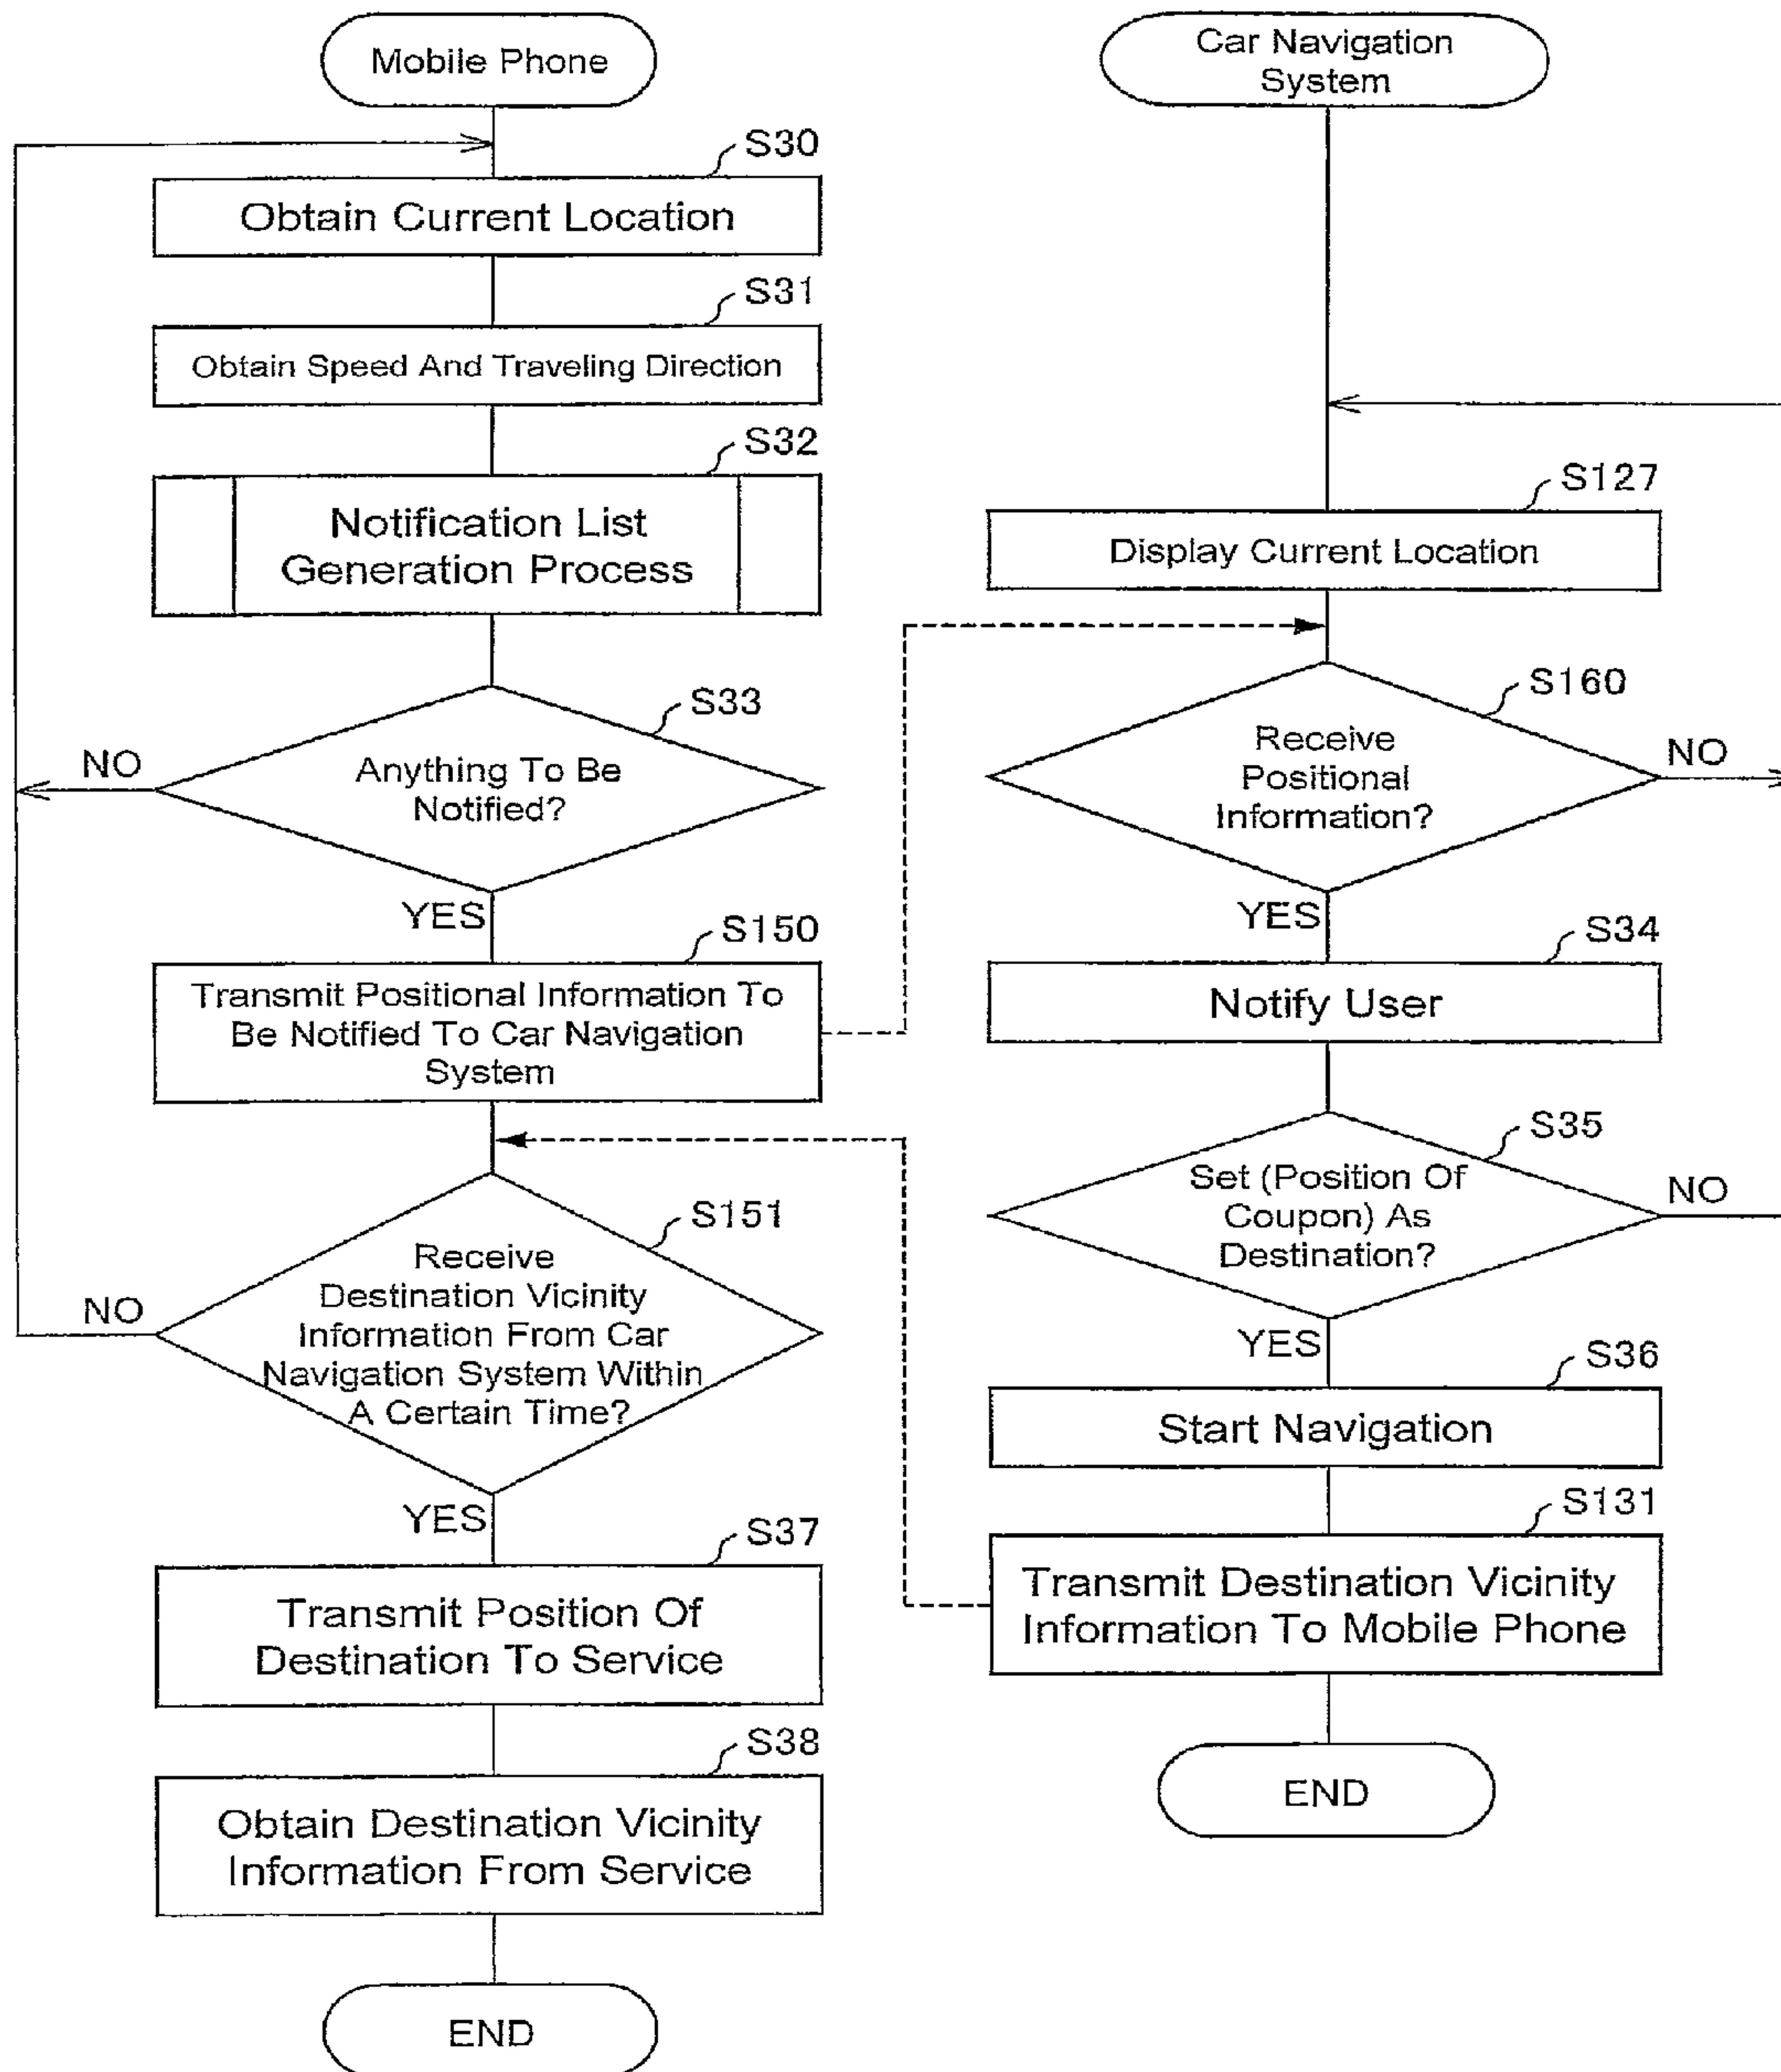 Mobile Phone
S30
Obtain Current Location
S31
Obtain Speed And Traveling Direction
S32
Notification List
Generation Process
S33
Anything To Be
Notified?
NO
YES
S150
Transmit Positional Information To
Be Notified To Car Navigation
System
S151
Receive
Destination Vicinity
Information From Car
Navigation System Within
A Certain Time?
NO
YES
S37
Transmit Position Of
Destination To Service
S38
Obtain Destination Vicinity
Information From Service
END
Car Navigation
System
S127
Display Current Location
S160
Receive
Positional
Information?
NO
YES
S34
Notify User
S35
Set (Position Of
Coupon) As
Destination?
NO
YES
S36
Start Navigation
S131
Transmit Destination Vicinity
Information To Mobile Phone
END